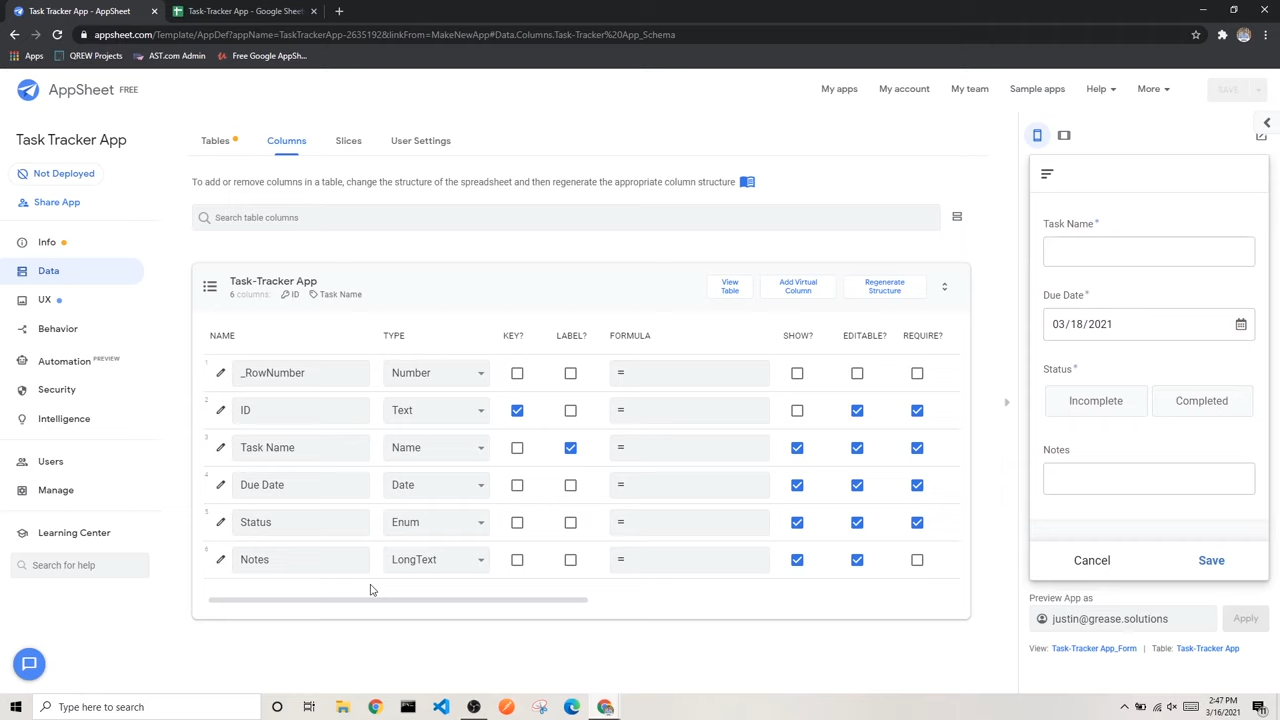 Task Tracker App - AppSheet
Task-Tracker App - Google Shee
appsheet.com/Template/AppDef?appName=TaskTrackerApp-2635192&linkFrom=MakeNewApp#Data.Columns.Task-Tracker%20App_Schema
Apps
QREW Projects
AST.com Admin
Free Google AppSh...
AppSheet FREE
My apps
My account
My team
Sample apps
Help
More
SAVE
Task Tracker App
Not Deployed
Share App
Info
Data
UX
Behavior
Automation PREVIEW
Security
Intelligence
Users
Manage
Learning Center
Search for help
Tables
Columns
Slices
User Settings
To add or remove columns in a table, change the structure of the spreadsheet and then regenerate the appropriate column structure
Search table columns
Task-Tracker App
6 columns: ID Task Name
View
Table
Add Virtual
Column
Regenerate
Structure
NAME TYPE KEY? LABEL? FORMULA SHOW? EDITABLE? REQUIRE?
1 _RowNumber Number =
2 ID Text =
3 Task Name Name =
4 Due Date Date =
5 Status Enum =
6 Notes LongText =
Task Name*
Due Date*
03/18/2021
Status*
Incomplete
Completed
Notes
Cancel
Save
Preview App as
justin@grease.solutions
Apply
View: Task-Tracker App_Form | Table: Task-Tracker App
Type here to search
2:47 PM
3/16/2021